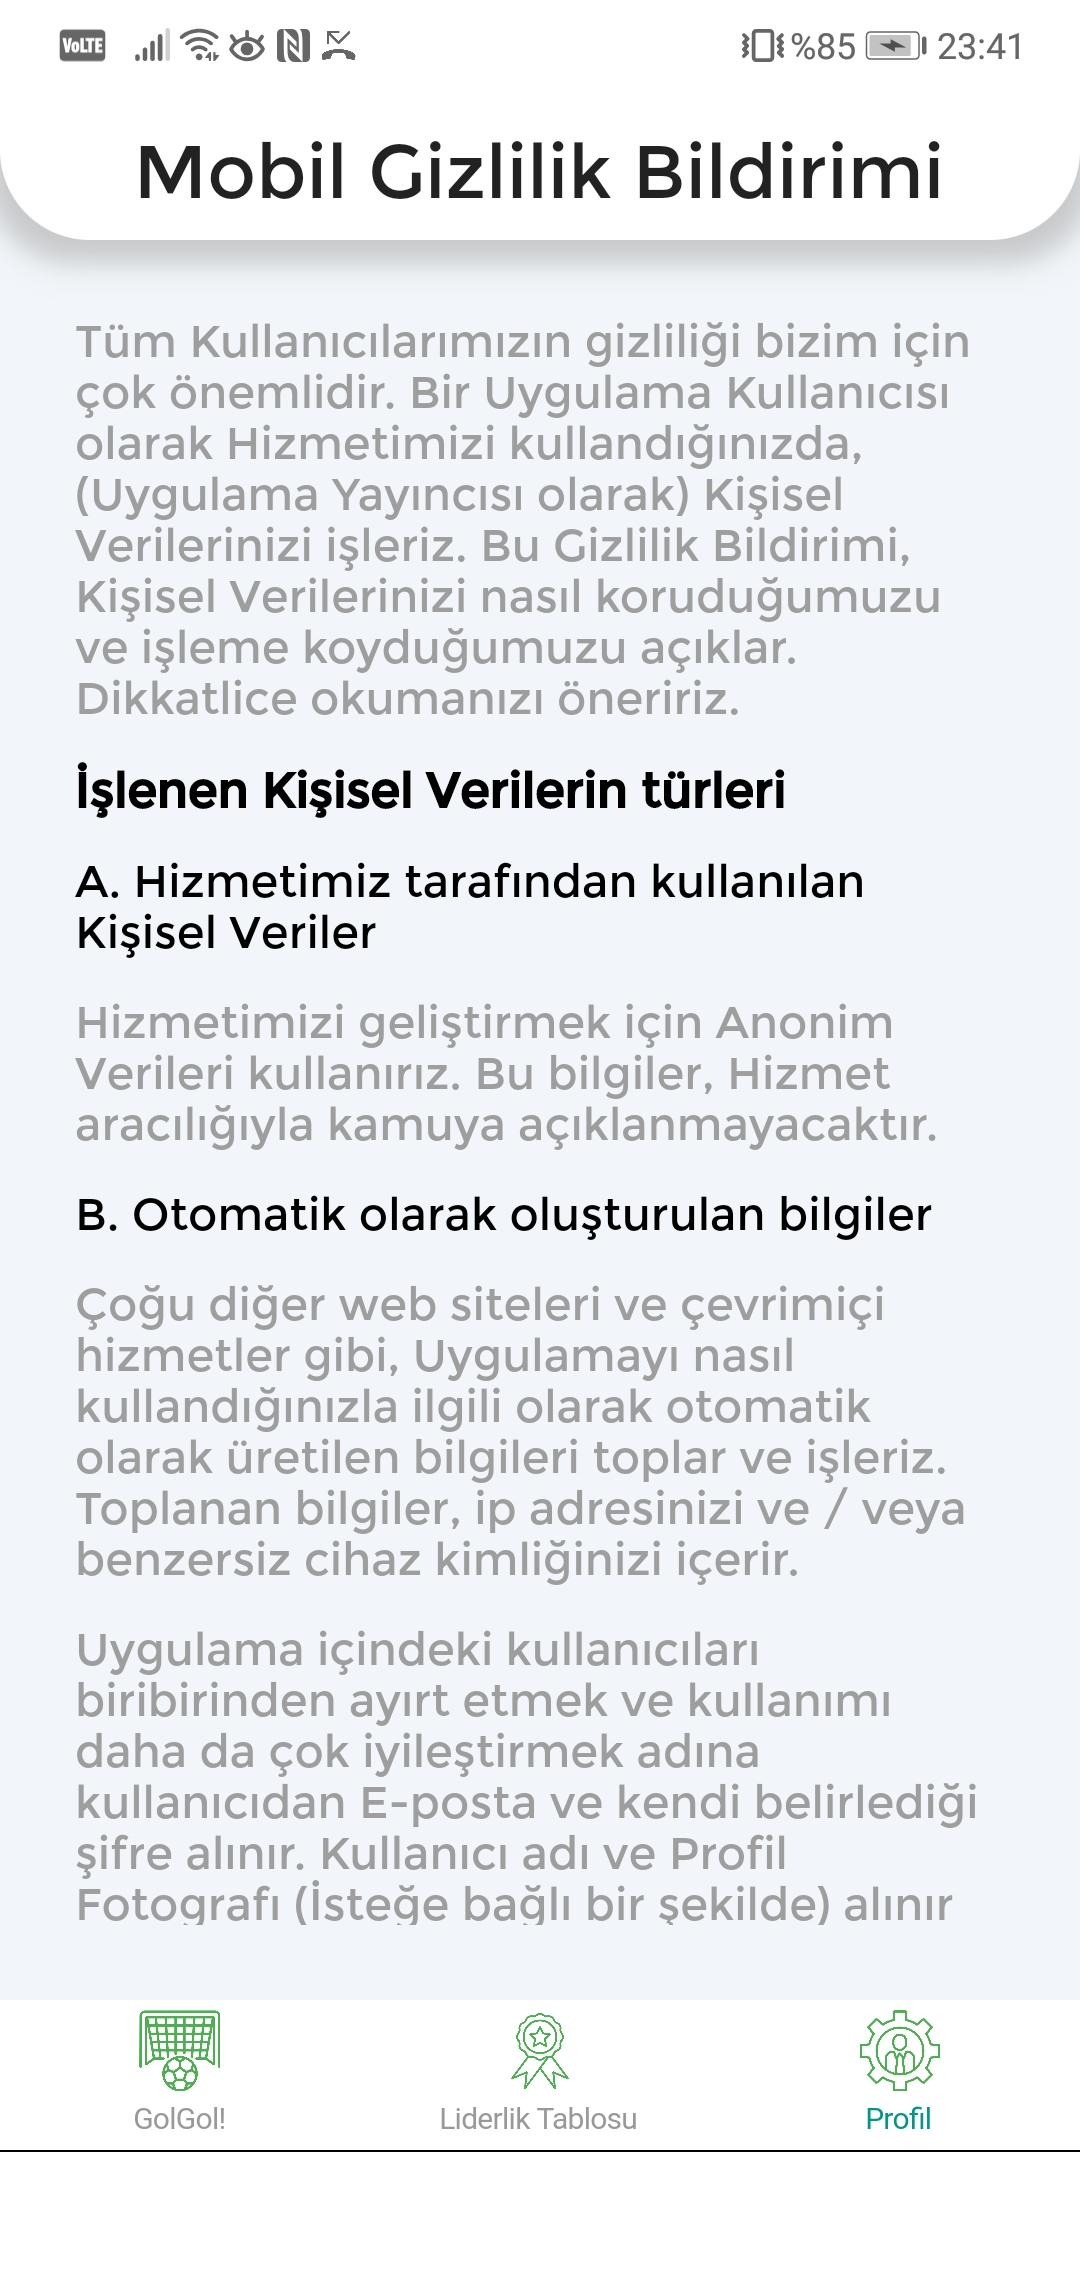 VoLTE %85 23:41
Mobil Gizlilik Bildirimi
Tüm Kullanıcılarımızın gizliliği bizim için
çok önemlidir. Bir Uygulama Kullanıcısı
olarak Hizmetimizi kullandığınızda,
(Uygulama Yayıncısı olarak) Kişisel
Verilerinizi işleriz. Bu Gizlilik Bildirimi,
Kişisel Verilerinizi nasıl koruduğumuzu
ve işleme koyduğumuzu açıklar.
Dikkatlice okumanızı öneririz.
İşlenen Kişisel Verilerin türleri
A. Hizmetimiz tarafından kullanılan
Kişisel Veriler
Hizmetimizi geliştirmek için Anonim
Verileri kullanırız. Bu bilgiler, Hizmet
aracılığıyla kamuya açıklanmayacaktır.
B. Otomatik olarak oluşturulan bilgiler
Çoğu diğer web siteleri ve çevrimiçi
hizmetler gibi, Uygulamayı nasıl
kullandığınızla ilgili olarak otomatik
olarak üretilen bilgileri toplar ve işleriz.
Toplanan bilgiler, ip adresinizi ve / veya
benzersiz cihaz kimliğinizi içerir.
Uygulama içindeki kullanıcıları
biribirinden ayırt etmek ve kullanımı
daha da çok iyileştirmek adına
kullanıcıdan E-posta ve kendi belirlediği
şifre alınır. Kullanıcı adı ve Profil
Fotoğrafı (İsteğe bağlı bir şekilde) alınır
GolGol! Liderlik Tablosu Profil